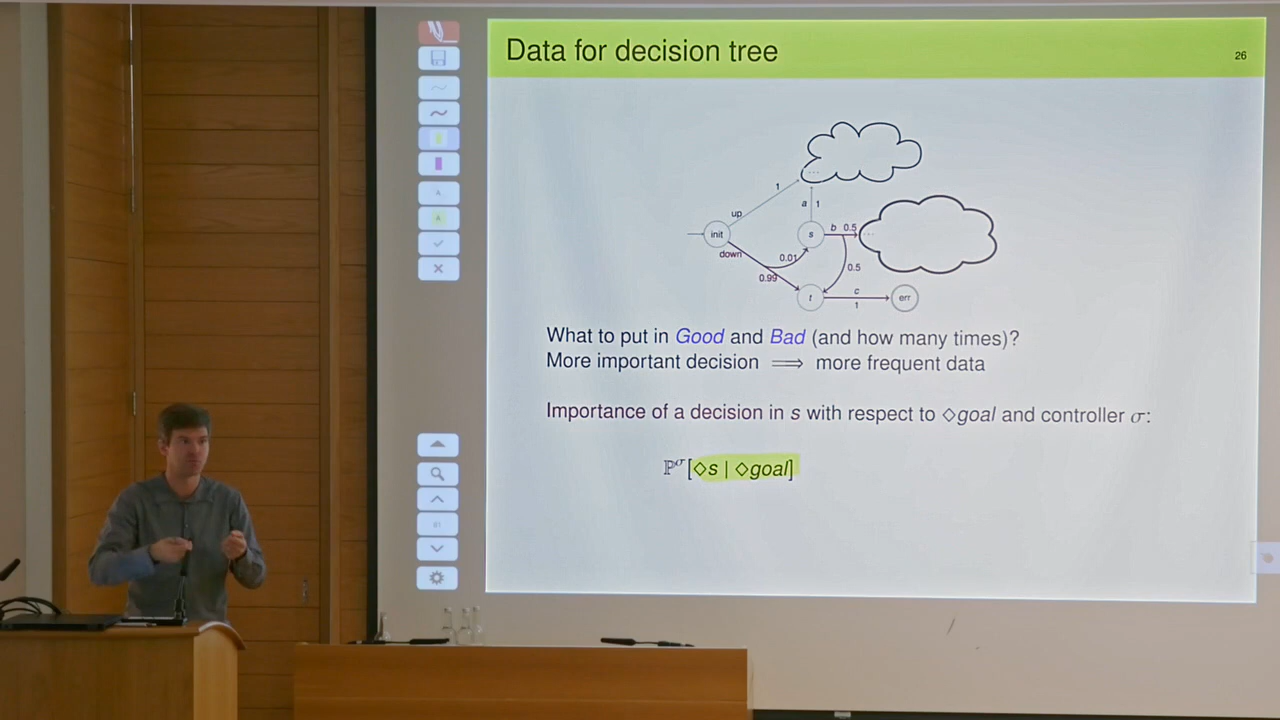 Data for decision tree
26
...
1
up
a
1
init
s
b
0.5
...
down
0.01
0.5
0.99
t
c
1
err
What to put in Good and Bad (and how many times)?
More important decision ⟹ more frequent data
Importance of a decision in s with respect to ◇goal and controller σ:
ℙ^σ[◇s | ◇goal]